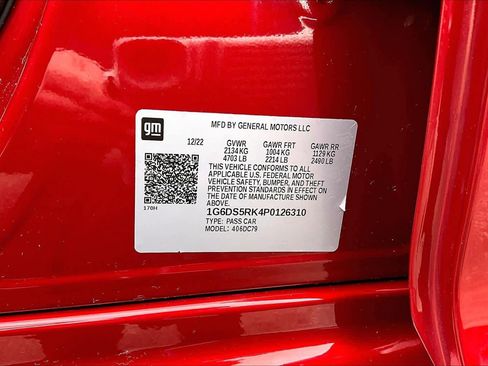 gm
MFD BY GENERAL MOTORS LLC
12/22 GVWR GAWR FRT GAWR RR
2134 KG 1004 KG 1129 KG
4703 LB 2214 LB 2490 LB
THIS VEHICLE CONFORMS TO ALL
APPLICABLE U.S. FEDERAL MOTOR
VEHICLE SAFETY, BUMPER, AND THEFT
PREVENTION STANDARDS IN EFFECT ON
THE DATE OF MANUFACTURE SHOWN
ABOVE.
170H
1G6DS5RK4P0126310
TYPE: PASS CAR
MODEL: 406DC79